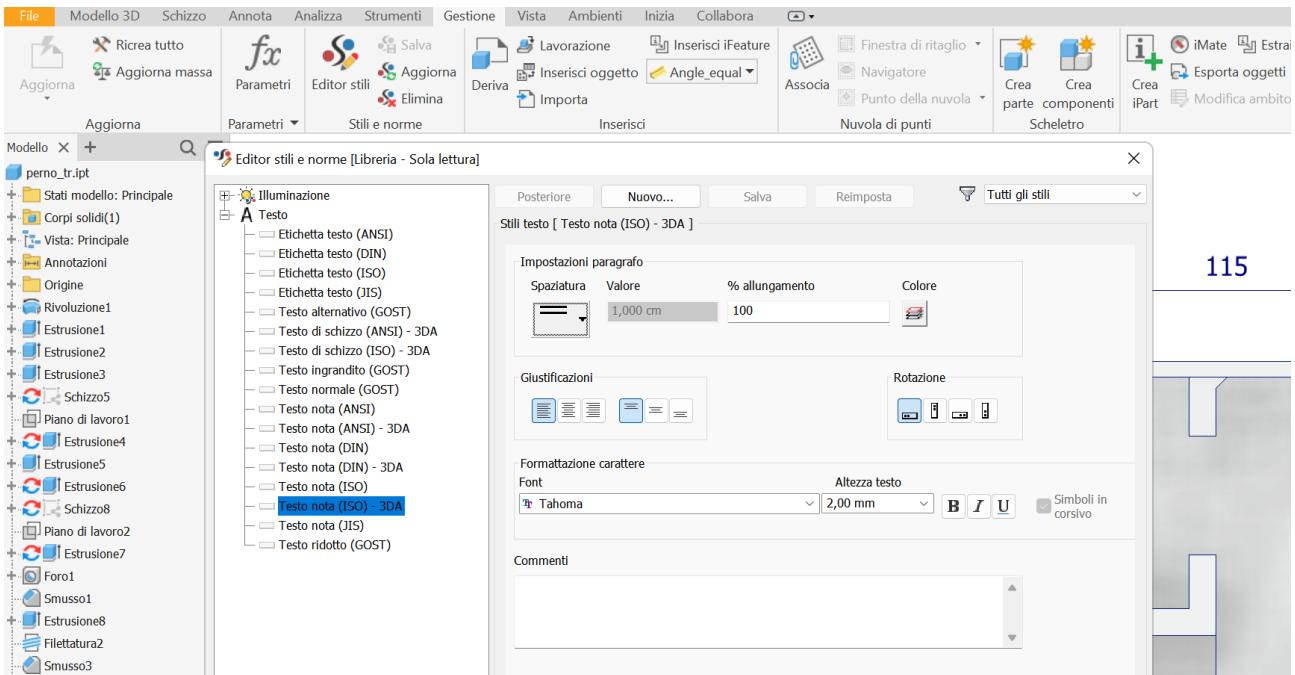 File Modello 3D Schizzo Annota Analizza Strumenti Gestione Vista Ambienti Inizia Collabora
Aggiorna
Ricrea tutto
Aggiorna massa
Aggiorna
fx
Parametri
Parametri
Editor stili
Salva
Aggiorna
Elimina
Stili e norme
Deriva
Lavorazione
Inserisci iFeature
Inserisci oggetto
Angle_equal
Importa
Inserisci
Associa
Finestra di ritaglio
Navigatore
Punto della nuvola
Nuvola di punti
Crea
parte
Crea
componenti
Scheletro
Crea
iPart
iMate
Esporta oggetti
Modifica ambito
Modello
perno_tr.ipt
Stati modello: Principale
Corpi solidi(1)
Vista: Principale
Annotazioni
Origine
Rivoluzione1
Estrusione1
Estrusione2
Estrusione3
Schizzo5
Piano di lavoro1
Estrusione4
Estrusione5
Estrusione6
Schizzo8
Piano di lavoro2
Estrusione7
Foro1
Smusso1
Estrusione8
Filettatura2
Smusso3
Editor stili e norme [Libreria - Sola lettura]
Illuminazione
A Testo
Etichetta testo (ANSI)
Etichetta testo (DIN)
Etichetta testo (ISO)
Etichetta testo (JIS)
Testo alternativo (GOST)
Testo di schizzo (ANSI) - 3DA
Testo di schizzo (ISO) - 3DA
Testo ingrandito (GOST)
Testo normale (GOST)
Testo nota (ANSI)
Testo nota (ANSI) - 3DA
Testo nota (DIN)
Testo nota (DIN) - 3DA
Testo nota (ISO)
Testo nota (ISO) - 3DA
Testo nota (JIS)
Testo ridotto (GOST)
Posteriore Nuovo... Salva Reimposta Tutti gli stili
Stili testo [ Testo nota (ISO) - 3DA ]
Impostazioni paragrafo
Spaziatura Valore % allungamento Colore
1,000 cm 100
Giustificazioni Rotazione
Formattazione carattere
Font Altezza testo
Tahoma 2,00 mm B I U Simboli in
corsivo
Commenti
115